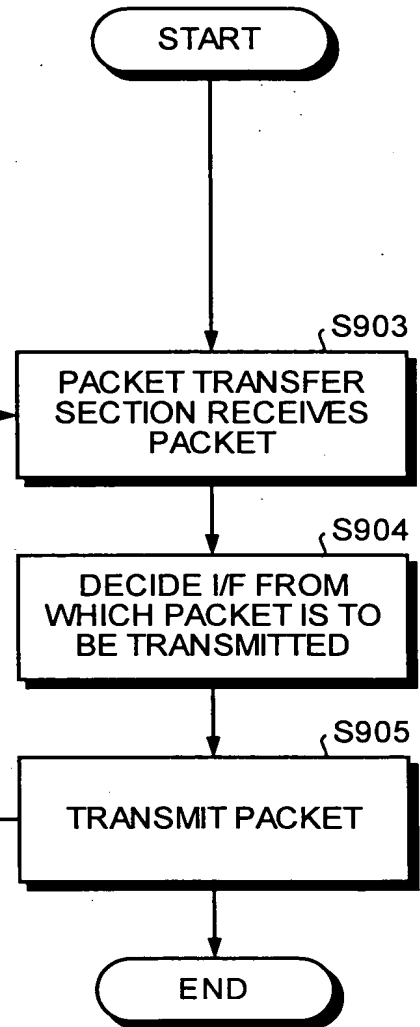 START
S903
PACKET TRANSFER
SECTION RECEIVES
PACKET
S904
DECIDE I/F FROM
WHICH PACKET IS TO
BE TRANSMITTED
S905
TRANSMIT PACKET
END